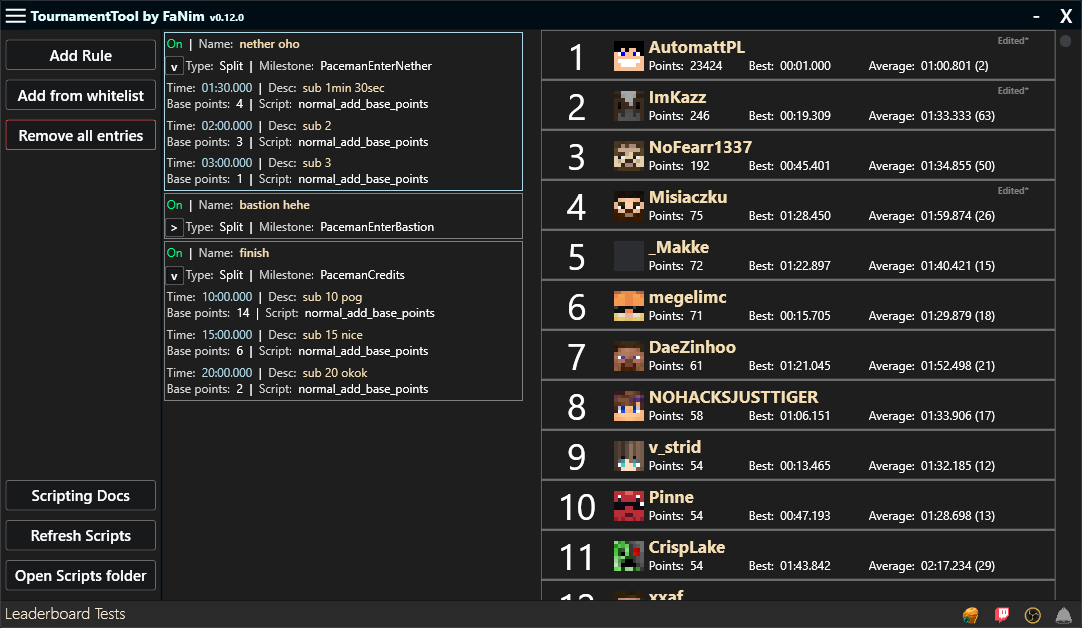 TournamentTool by FaNim v0.12.0
- X
Add Rule
Add from whitelist
Remove all entries
Scripting Docs
Refresh Scripts
Open Scripts folder
On | Name: nether oho
v Type: Split | Milestone: PacemanEnterNether
Time: 01:30.000 | Desc: sub 1min 30sec
Base points: 4 | Script: normal_add_base_points
Time: 02:00.000 | Desc: sub 2
Base points: 3 | Script: normal_add_base_points
Time: 03:00.000 | Desc: sub 3
Base points: 1 | Script: normal_add_base_points
On | Name: bastion hehe
> Type: Split | Milestone: PacemanEnterBastion
On | Name: finish
v Type: Split | Milestone: PacemanCredits
Time: 10:00.000 | Desc: sub 10 pog
Base points: 14 | Script: normal_add_base_points
Time: 15:00.000 | Desc: sub 15 nice
Base points: 6 | Script: normal_add_base_points
Time: 20:00.000 | Desc: sub 20 okok
Base points: 2 | Script: normal_add_base_points
1 AutomattPL Edited*
Points: 23424 Best: 00:01.000 Average: 01:00.801 (2)
2 ImKazz Edited*
Points: 246 Best: 00:19.309 Average: 01:33.333 (63)
3 NoFearr1337
Points: 192 Best: 00:45.401 Average: 01:34.855 (50)
4 Misiaczku Edited*
Points: 75 Best: 01:28.450 Average: 01:59.874 (26)
5 _Makke
Points: 72 Best: 01:22.897 Average: 01:40.421 (15)
6 megelimc
Points: 71 Best: 00:15.705 Average: 01:29.879 (18)
7 DaeZinhoo
Points: 61 Best: 01:21.045 Average: 01:52.498 (21)
8 NOHACKSJUSTTIGER
Points: 58 Best: 01:06.151 Average: 01:33.906 (17)
9 v_strid
Points: 54 Best: 00:13.465 Average: 01:32.185 (12)
10 Pinne
Points: 54 Best: 00:47.193 Average: 01:28.698 (13)
11 CrispLake
Points: 54 Best: 01:43.842 Average: 02:17.234 (29)
12 xxaf
Leaderboard Tests